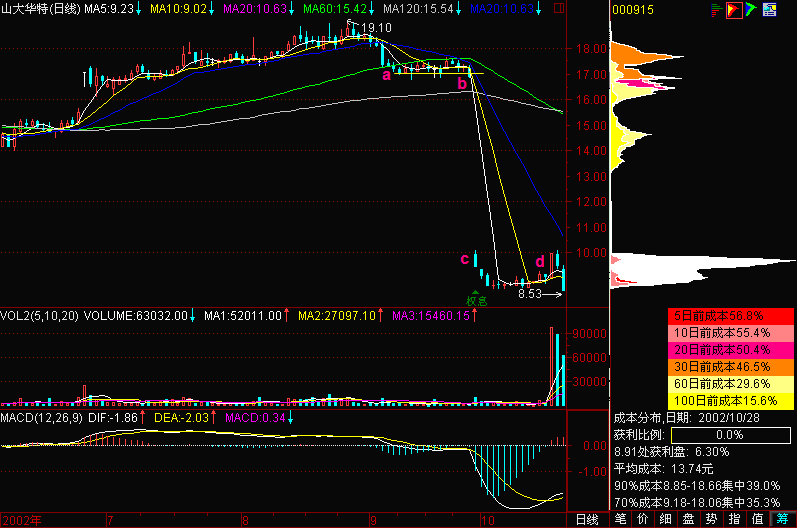 山大华特(日线) MA5:9.23↓ MA10:9.02↓ MA20:10.63↓ MA60:15.42↓ MA120:15.54↓ MA30:10.63↓
000915
19.10
18.00
17.00
16.00
15.00
14.00
13.00
12.00
11.00
10.00
a
b
c
d
8.53
权息
VOL2(5,10,20) VOLUME:63032.00↓ MA1:52011.00↑ MA2:27097.10↑ MA3:15460.15↑
90000
60000
30000
MACD(12,26,9) DIF:-1.86↑ DEA:-2.03↑ MACD:0.34↓
0.00
-1.00
2002年 7 8 9 10 日线
5日前成本56.8%
10日前成本55.4%
20日前成本50.4%
30日前成本46.5%
60日前成本29.6%
100日前成本15.6%
成本分布,日期: 2002/10/28
获利比例: 0.0%
8.91处获利盘: 6.30%
平均成本: 13.74元
90%成本8.85-18.66集中39.0%
70%成本9.18-18.06集中35.3%
笔 价 细 盘 势 指 值 筹